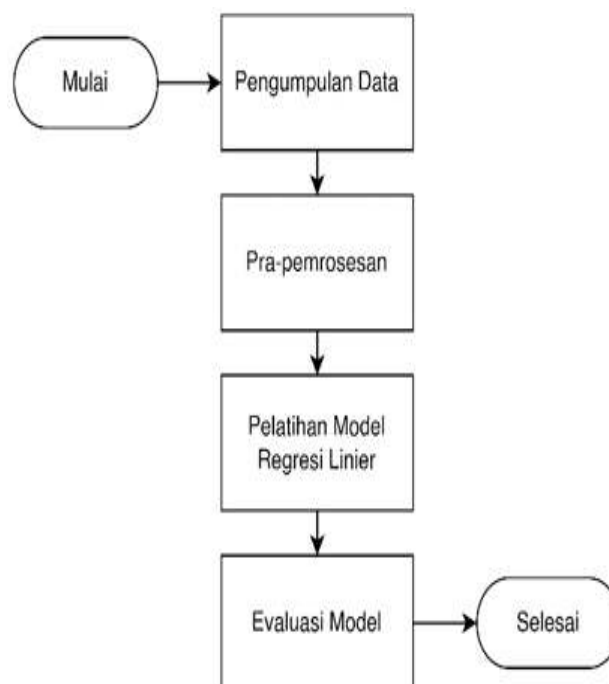 Mulai
Pengumpulan Data
Pra-pemrosesan
Pelatihan Model
Regresi Linier
Evaluasi Model
Selesai